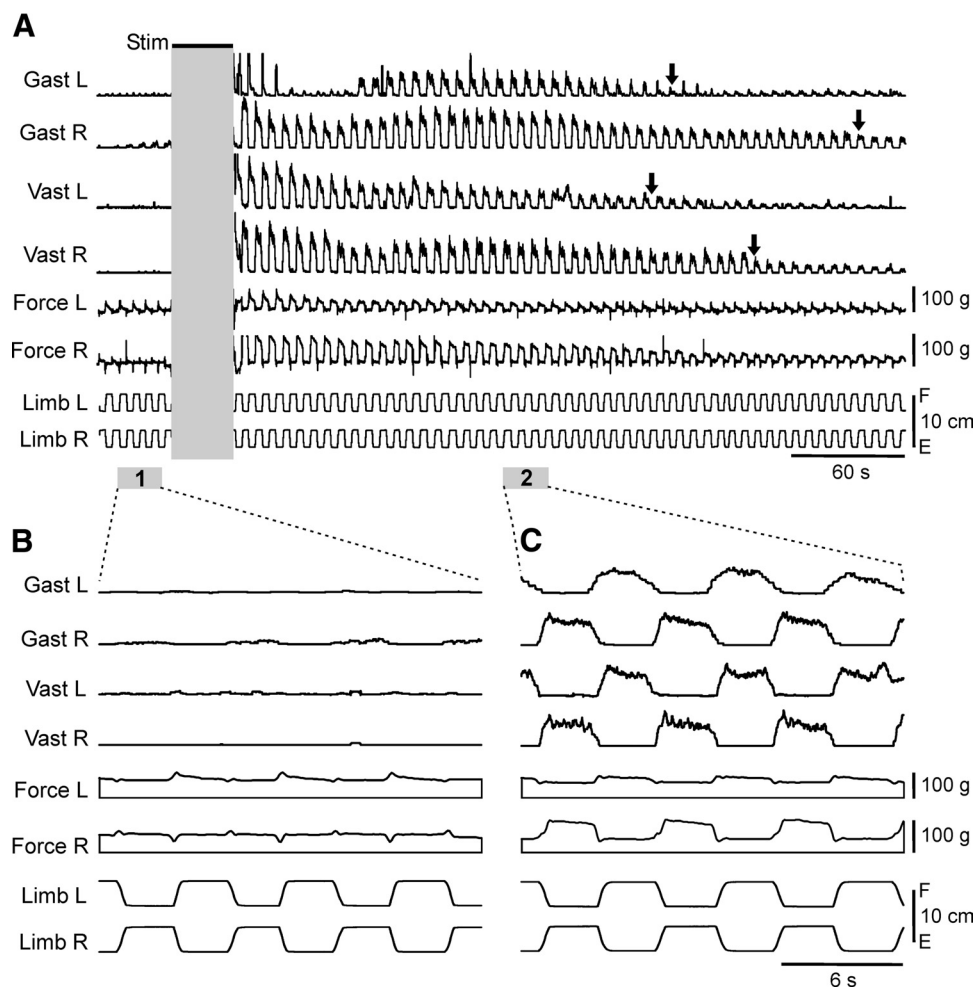 A
Stim
Gast L
Gast R
Vast L
Vast R
Force L
100 g
Force R
100 g
Limb L
F
10 cm
Limb R
E
60 s
1
2
B
C
Gast L
Gast R
Vast L
Vast R
Force L
100 g
Force R
100 g
Limb L
F
10 cm
Limb R
E
6 s